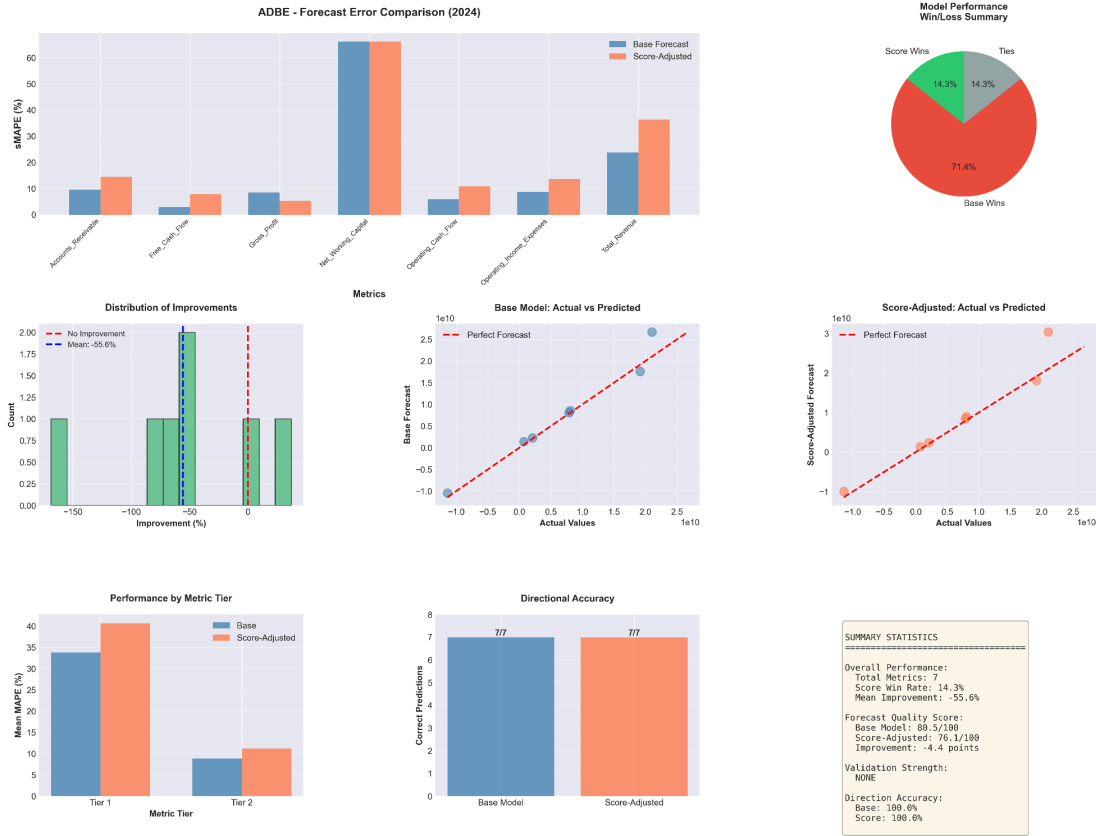 ADBE - Forecast Error Comparison (2024)
sMAPE (%)
60
50
40
30
20
10
0
Base Forecast
Score-Adjusted
Accounts_Receivable
Free_Cash_Flow
Gross_Profit
Net_Working_Capital
Operating_Cash_Flow
Operating_Income_Expenses
Total_Revenue
Metrics
Model Performance
Win/Loss Summary
Score Wins
Ties
14.3%
14.3%
71.4%
Base Wins
Distribution of Improvements
Count
2.00
1.75
1.50
1.25
1.00
0.75
0.50
0.25
0.00
No Improvement
Mean: -55.6%
−150
−100
−50
0
Improvement (%)
Base Model: Actual vs Predicted
1e10
Base Forecast
2.5
2.0
1.5
1.0
0.5
0.0
−0.5
−1.0
Perfect Forecast
−1.0
−0.5
0.0
0.5
1.0
1.5
2.0
2.5
Actual Values
1e10
Score-Adjusted: Actual vs Predicted
1e10
Score-Adjusted Forecast
3
2
1
0
−1
Perfect Forecast
−1.0
−0.5
0.0
0.5
1.0
1.5
2.0
2.5
Actual Values
1e10
Performance by Metric Tier
Mean MAPE (%)
40
35
30
25
20
15
10
5
0
Base
Score-Adjusted
Tier 1
Tier 2
Metric Tier
Directional Accuracy
Correct Predictions
8
7
6
5
4
3
2
1
0
7/7
7/7
Base Model
Score-Adjusted
SUMMARY STATISTICS
===================================
Overall Performance:
Total Metrics: 7
Score Win Rate: 14.3%
Mean Improvement: -55.6%
Forecast Quality Score:
Base Model: 80.5/100
Score-Adjusted: 76.1/100
Improvement: -4.4 points
Validation Strength:
NONE
Direction Accuracy:
Base: 100.0%
Score: 100.0%